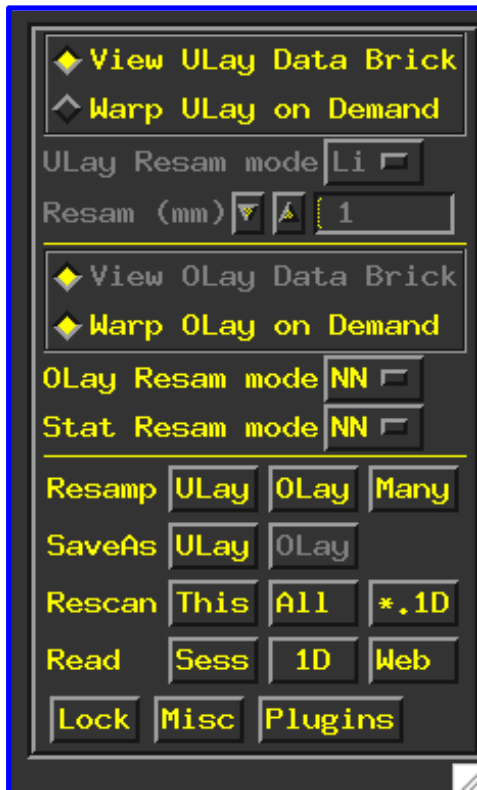 View ULay Data Brick
Warp ULay on Demand
ULay Resam mode Li
Resam (mm) 1
View OLay Data Brick
Warp OLay on Demand
OLay Resam mode NN
Stat Resam mode NN
Resamp ULay OLay Many
SaveAs ULay OLay
Rescan This All *.1D
Read Sess 1D Web
Lock Misc Plugins